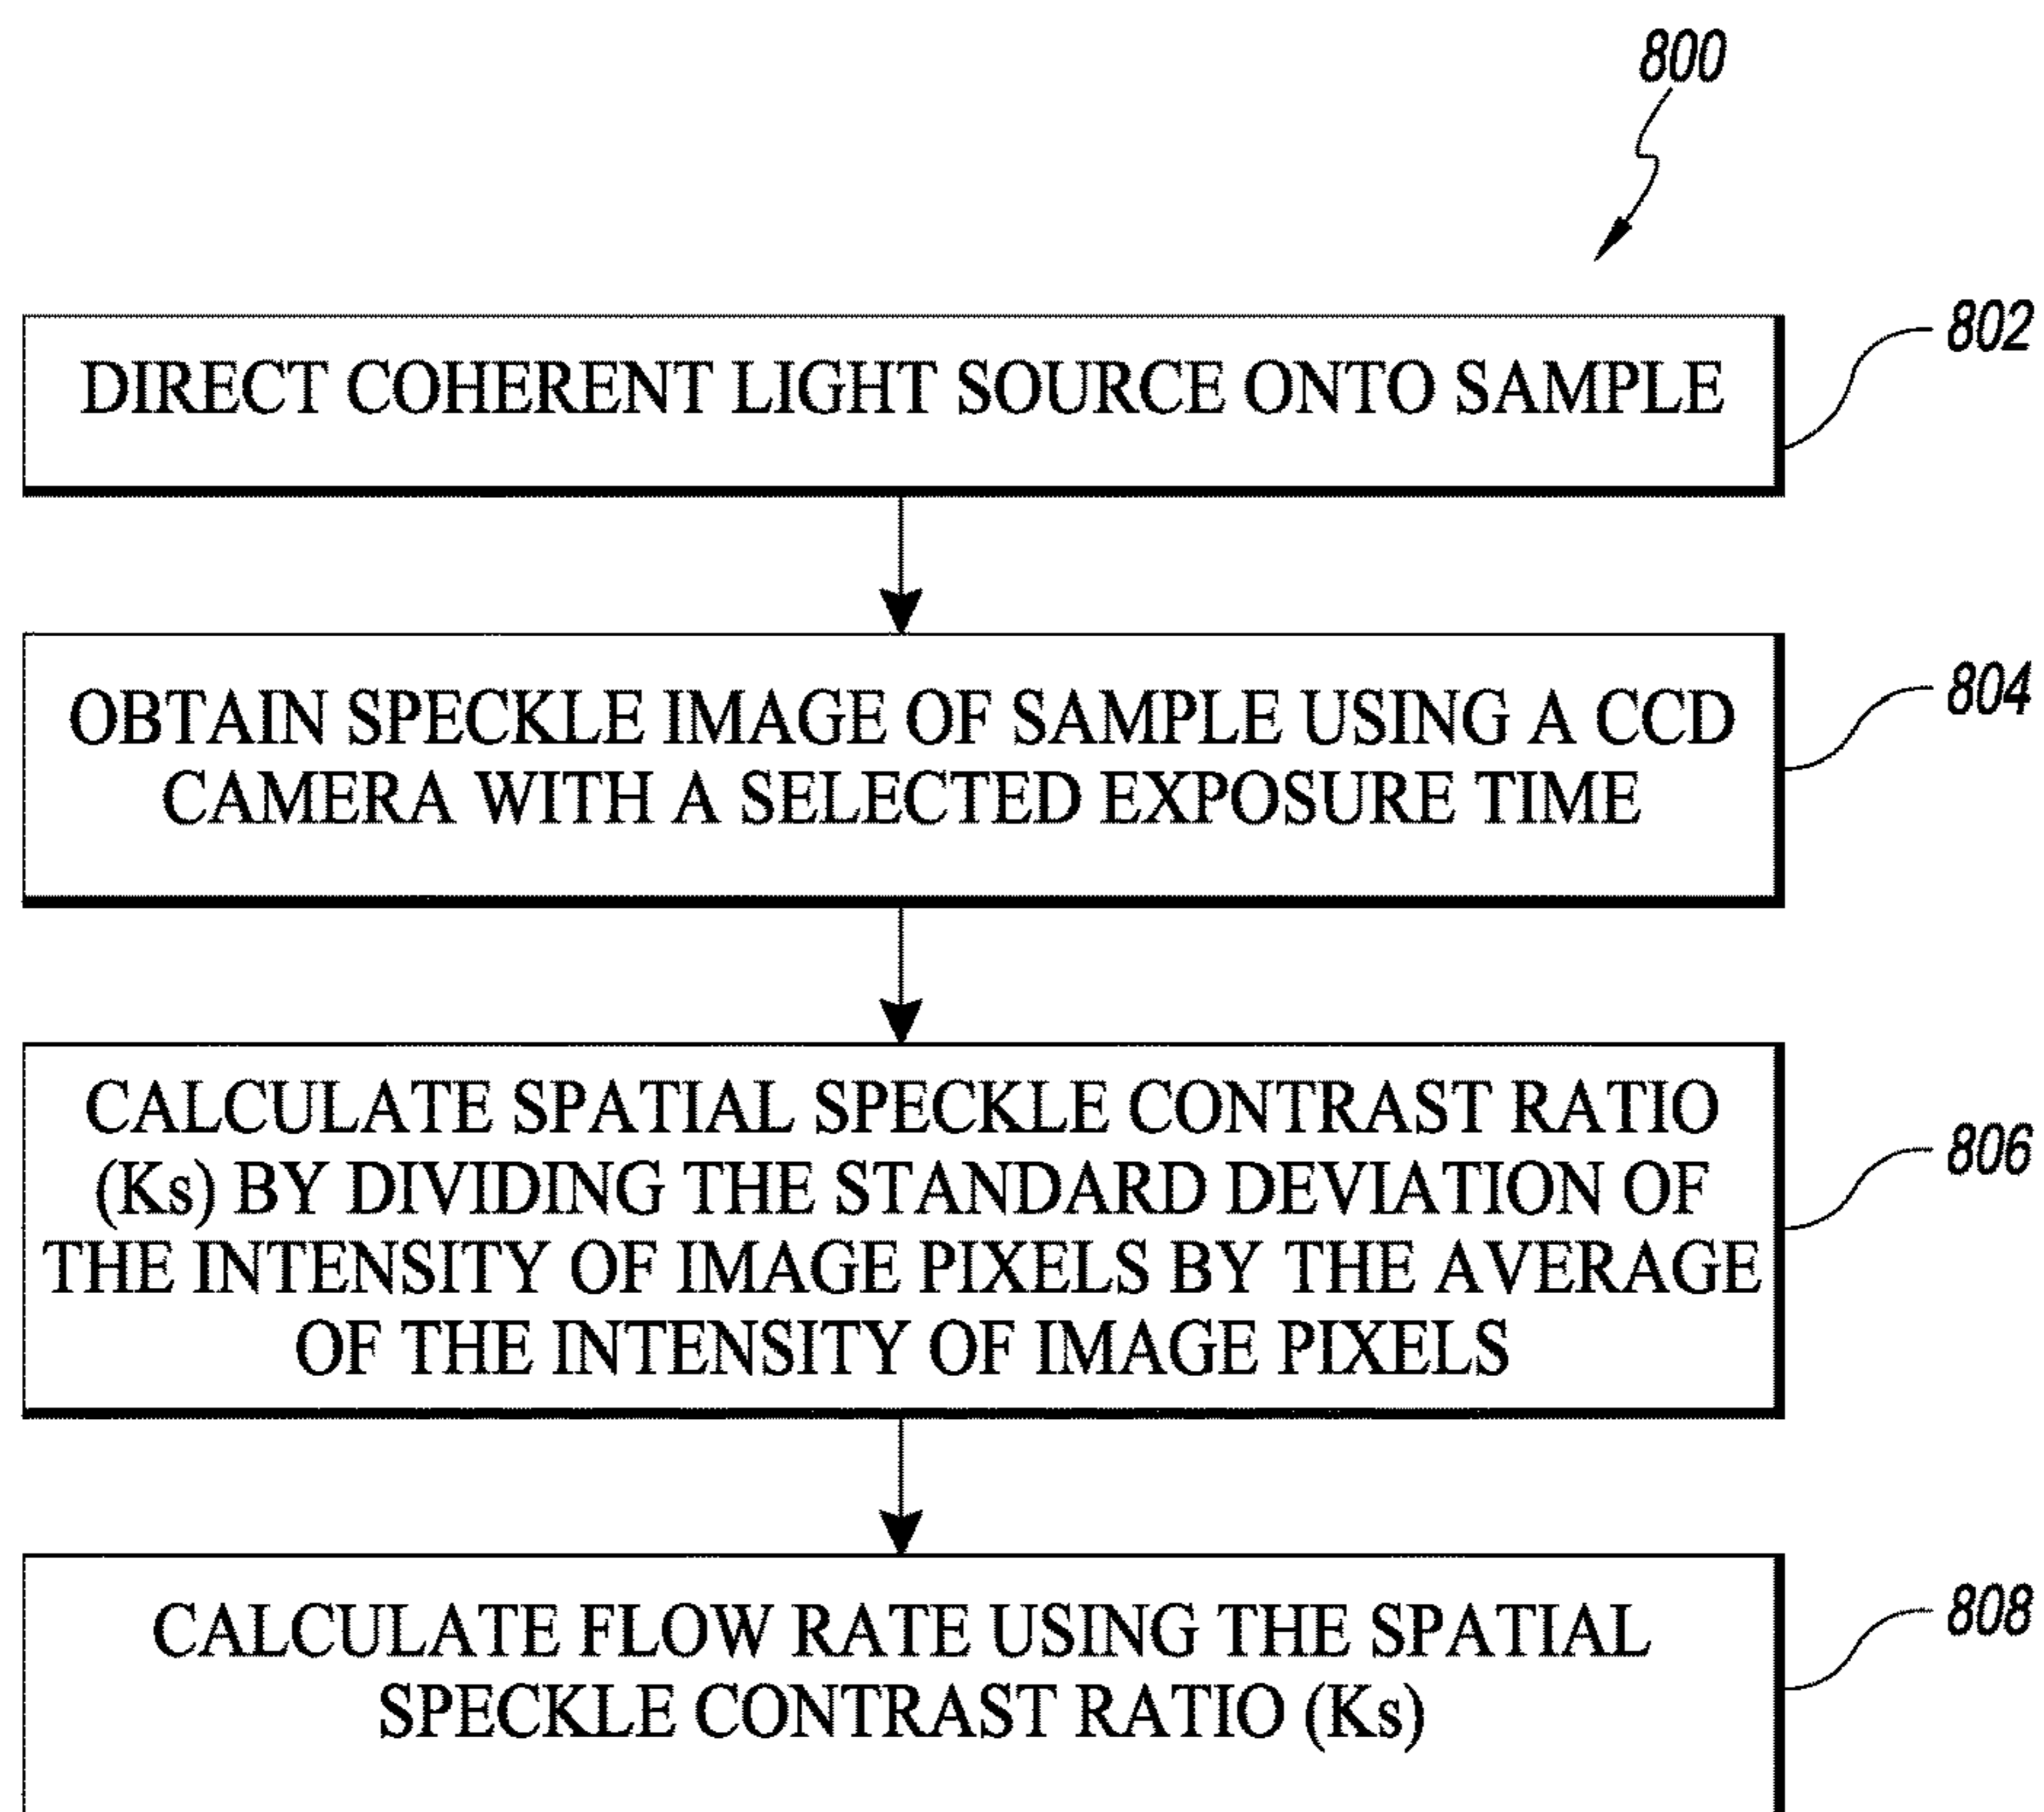 800
802
DIRECT COHERENT LIGHT SOURCE ONTO SAMPLE
804
OBTAIN SPECKLE IMAGE OF SAMPLE USING A CCD
CAMERA WITH A SELECTED EXPOSURE TIME
806
CALCULATE SPATIAL SPECKLE CONTRAST RATIO
(Ks) BY DIVIDING THE STANDARD DEVIATION OF
THE INTENSITY OF IMAGE PIXELS BY THE AVERAGE
OF THE INTENSITY OF IMAGE PIXELS
808
CALCULATE FLOW RATE USING THE SPATIAL
SPECKLE CONTRAST RATIO (Ks)